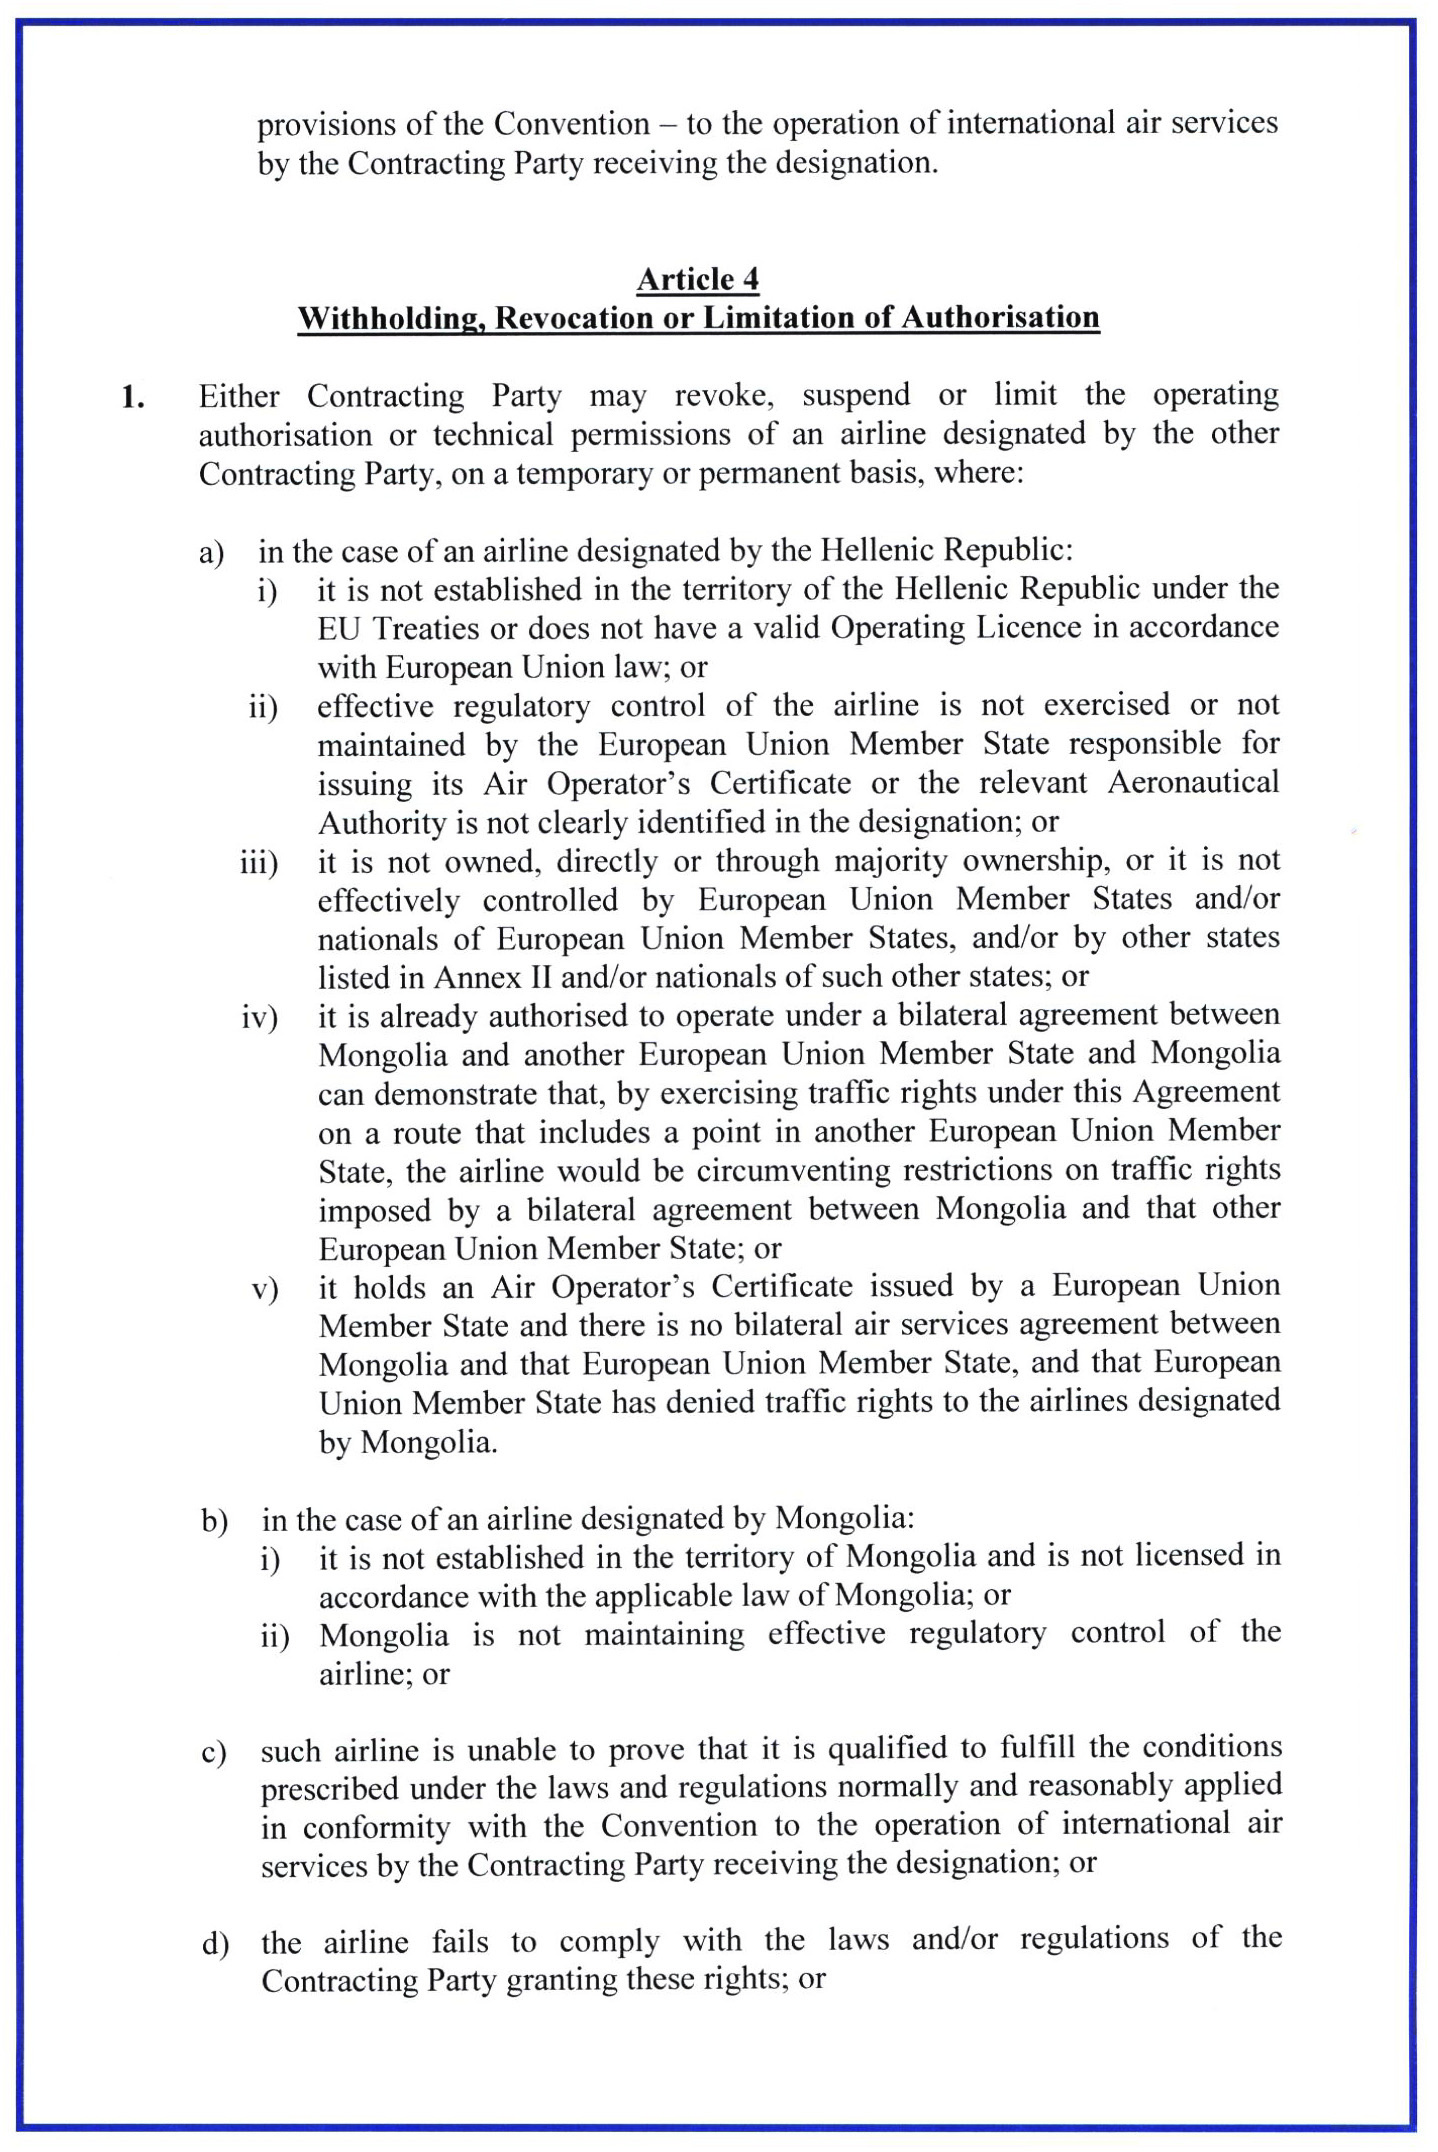 provisions of the Convention – to the operation of international air services
by the Contracting Party receiving the designation.
Article 4
Withholding, Revocation or Limitation of Authorisation
1. Either Contracting Party may revoke, suspend or limit the operating
authorisation or technical permissions of an airline designated by the other
Contracting Party, on a temporary or permanent basis, where:
a) in the case of an airline designated by the Hellenic Republic:
i) it is not established in the territory of the Hellenic Republic under the
EU Treaties or does not have a valid Operating Licence in accordance
with European Union law; or
ii) effective regulatory control of the airline is not exercised or not
maintained by the European Union Member State responsible for
issuing its Air Operator's Certificate or the relevant Aeronautical
Authority is not clearly identified in the designation; or
iii) it is not owned, directly or through majority ownership, or it is not
effectively controlled by European Union Member States and/or
nationals of European Union Member States, and/or by other states
listed in Annex II and/or nationals of such other states; or
iv) it is already authorised to operate under a bilateral agreement between
Mongolia and another European Union Member State and Mongolia
can demonstrate that, by exercising traffic rights under this Agreement
on a route that includes a point in another European Union Member
State, the airline would be circumventing restrictions on traffic rights
imposed by a bilateral agreement between Mongolia and that other
European Union Member State; or
v) it holds an Air Operator's Certificate issued by a European Union
Member State and there is no bilateral air services agreement between
Mongolia and that European Union Member State, and that European
Union Member State has denied traffic rights to the airlines designated
by Mongolia.
b) in the case of an airline designated by Mongolia:
i) it is not established in the territory of Mongolia and is not licensed in
accordance with the applicable law of Mongolia; or
ii) Mongolia is not maintaining effective regulatory control of the
airline; or
c) such airline is unable to prove that it is qualified to fulfill the conditions
prescribed under the laws and regulations normally and reasonably applied
in conformity with the Convention to the operation of international air
services by the Contracting Party receiving the designation; or
d) the airline fails to comply with the laws and/or regulations of the
Contracting Party granting these rights; or